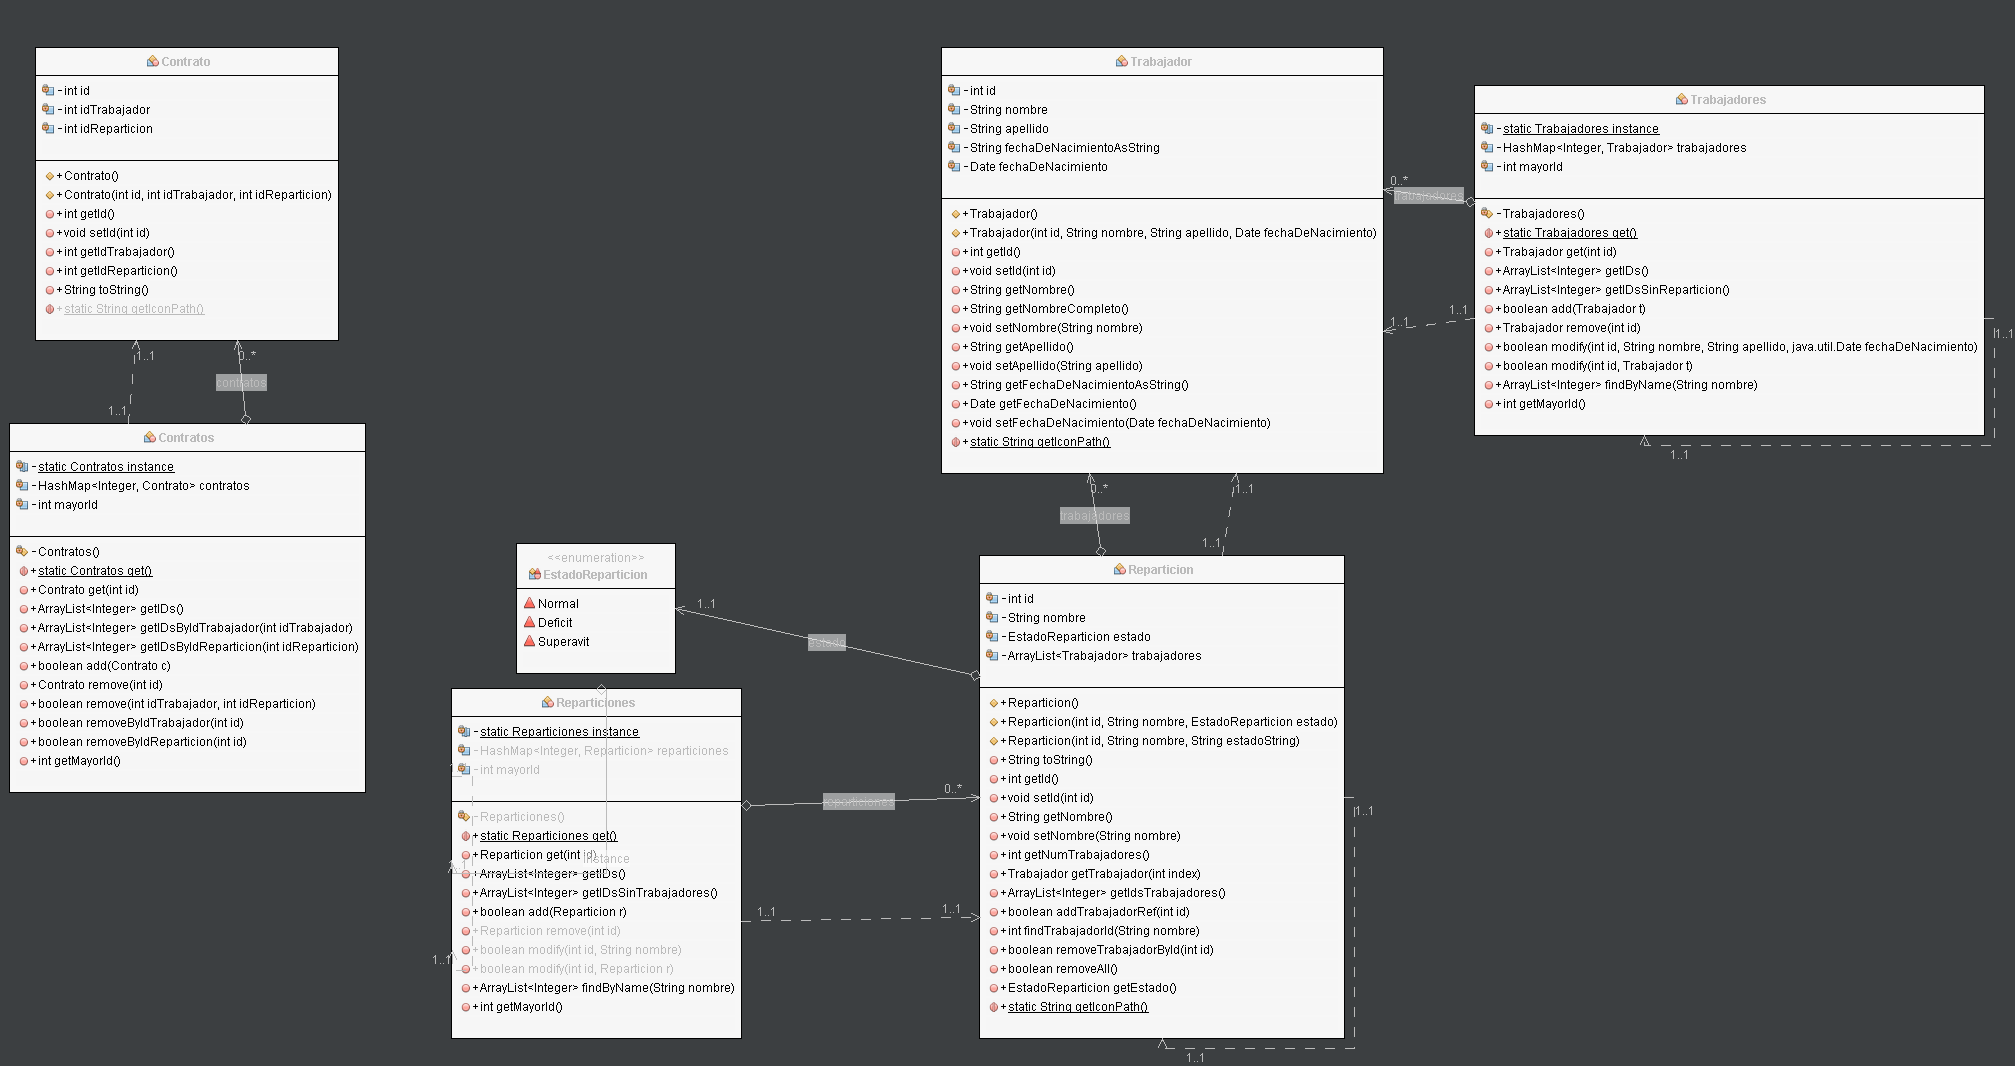 Contrato
- int id
- int idTrabajador
- int idReparticion
+ Contrato()
+ Contrato(int id, int idTrabajador, int idReparticion)
+ int getId()
+ void setId(int id)
+ int getIdTrabajador()
+ int getIdReparticion()
+ String toString()
+ static String getIconPath()
1..1
0..*
contratos
1..1
Contratos
- static Contratos instance
- HashMap<Integer, Contrato> contratos
- int mayorId
- Contratos()
+ static Contratos get()
+ Contrato get(int id)
+ ArrayList<Integer> getIDs()
+ ArrayList<Integer> getIDsByIdTrabajador(int idTrabajador)
+ ArrayList<Integer> getIDsByIdReparticion(int idReparticion)
+ boolean add(Contrato c)
+ Contrato remove(int id)
+ boolean remove(int idTrabajador, int idReparticion)
+ boolean removeByIdTrabajador(int id)
+ boolean removeByIdReparticion(int id)
+ int getMayorId()
Trabajador
- int id
- String nombre
- String apellido
- String fechaDeNacimientoAsString
- Date fechaDeNacimiento
+ Trabajador()
+ Trabajador(int id, String nombre, String apellido, Date fechaDeNacimiento)
+ int getId()
+ void setId(int id)
+ String getNombre()
+ String getNombreCompleto()
+ void setNombre(String nombre)
+ String getApellido()
+ void setApellido(String apellido)
+ String getFechaDeNacimientoAsString()
+ Date getFechaDeNacimiento()
+ void setFechaDeNacimiento(Date fechaDeNacimiento)
+ static String getIconPath()
0..*
trabajadores
1..1
1..1
Trabajadores
- static Trabajadores instance
- HashMap<Integer, Trabajador> trabajadores
- int mayorId
- Trabajadores()
+ static Trabajadores get()
+ Trabajador get(int id)
+ ArrayList<Integer> getIDs()
+ ArrayList<Integer> getIDsSinReparticion()
+ boolean add(Trabajador t)
+ Trabajador remove(int id)
+ boolean modify(int id, String nombre, String apellido, java.util.Date fechaDeNacimiento)
+ boolean modify(int id, Trabajador t)
+ ArrayList<Integer> findByName(String nombre)
+ int getMayorId()
1..1
1..1
0..*
1..1
trabajadores
1..1
<<enumeration>>
EstadoReparticion
Normal
Deficit
Superavit
1..1
estado
Reparticiones
- static Reparticiones instance
- HashMap<Integer, Reparticion> reparticiones
- int mayorId
- Reparticiones()
+ static Reparticiones get()
+ Reparticion get(int id)
instance
+ ArrayList<Integer> getIDs()
+ ArrayList<Integer> getIDsSinTrabajadores()
+ boolean add(Reparticion r)
+ Reparticion remove(int id)
+ boolean modify(int id, String nombre)
+ boolean modify(int id, Reparticion r)
+ ArrayList<Integer> findByName(String nombre)
+ int getMayorId()
1..1
0..*
reparticiones
1..1
1..1
Reparticion
- int id
- String nombre
- EstadoReparticion estado
- ArrayList<Trabajador> trabajadores
+ Reparticion()
+ Reparticion(int id, String nombre, EstadoReparticion estado)
+ Reparticion(int id, String nombre, String estadoString)
+ String toString()
+ int getId()
+ void setId(int id)
+ String getNombre()
+ void setNombre(String nombre)
+ int getNumTrabajadores()
+ Trabajador getTrabajador(int index)
+ ArrayList<Integer> getIdsTrabajadores()
+ boolean addTrabajadorRef(int id)
+ int findTrabajadorId(String nombre)
+ boolean removeTrabajadorById(int id)
+ boolean removeAll()
+ EstadoReparticion getEstado()
+ static String getIconPath()
1..1
1..1